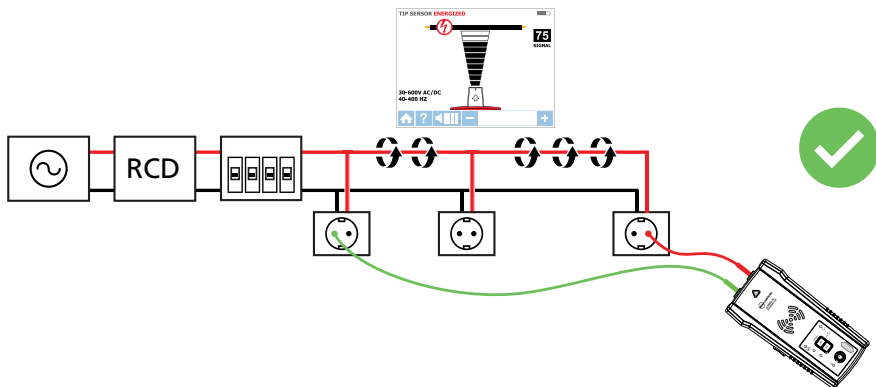 TIP SENSOR ENERGIZED
75
SIGNAL
30-600V AC/DC
40-400 HZ
?
RCD